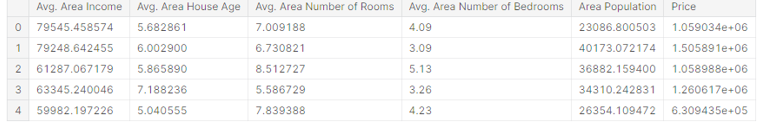 Avg. Area Income Avg. Area House Age Avg. Area Number of Rooms Avg. Area Number of Bedrooms Area Population Price
0 79545.458574 5.682861 7.009188 4.09 23086.800503 1.059034e+06
1 79248.642455 6.002900 6.730821 3.09 40173.072174 1.505891e+06
2 61287.067179 5.865890 8.512727 5.13 36882.159400 1.058988e+06
3 63345.240046 7.188236 5.586729 3.26 34310.242831 1.260617e+06
4 59982.197226 5.040555 7.839388 4.23 26354.109472 6.309435e+05